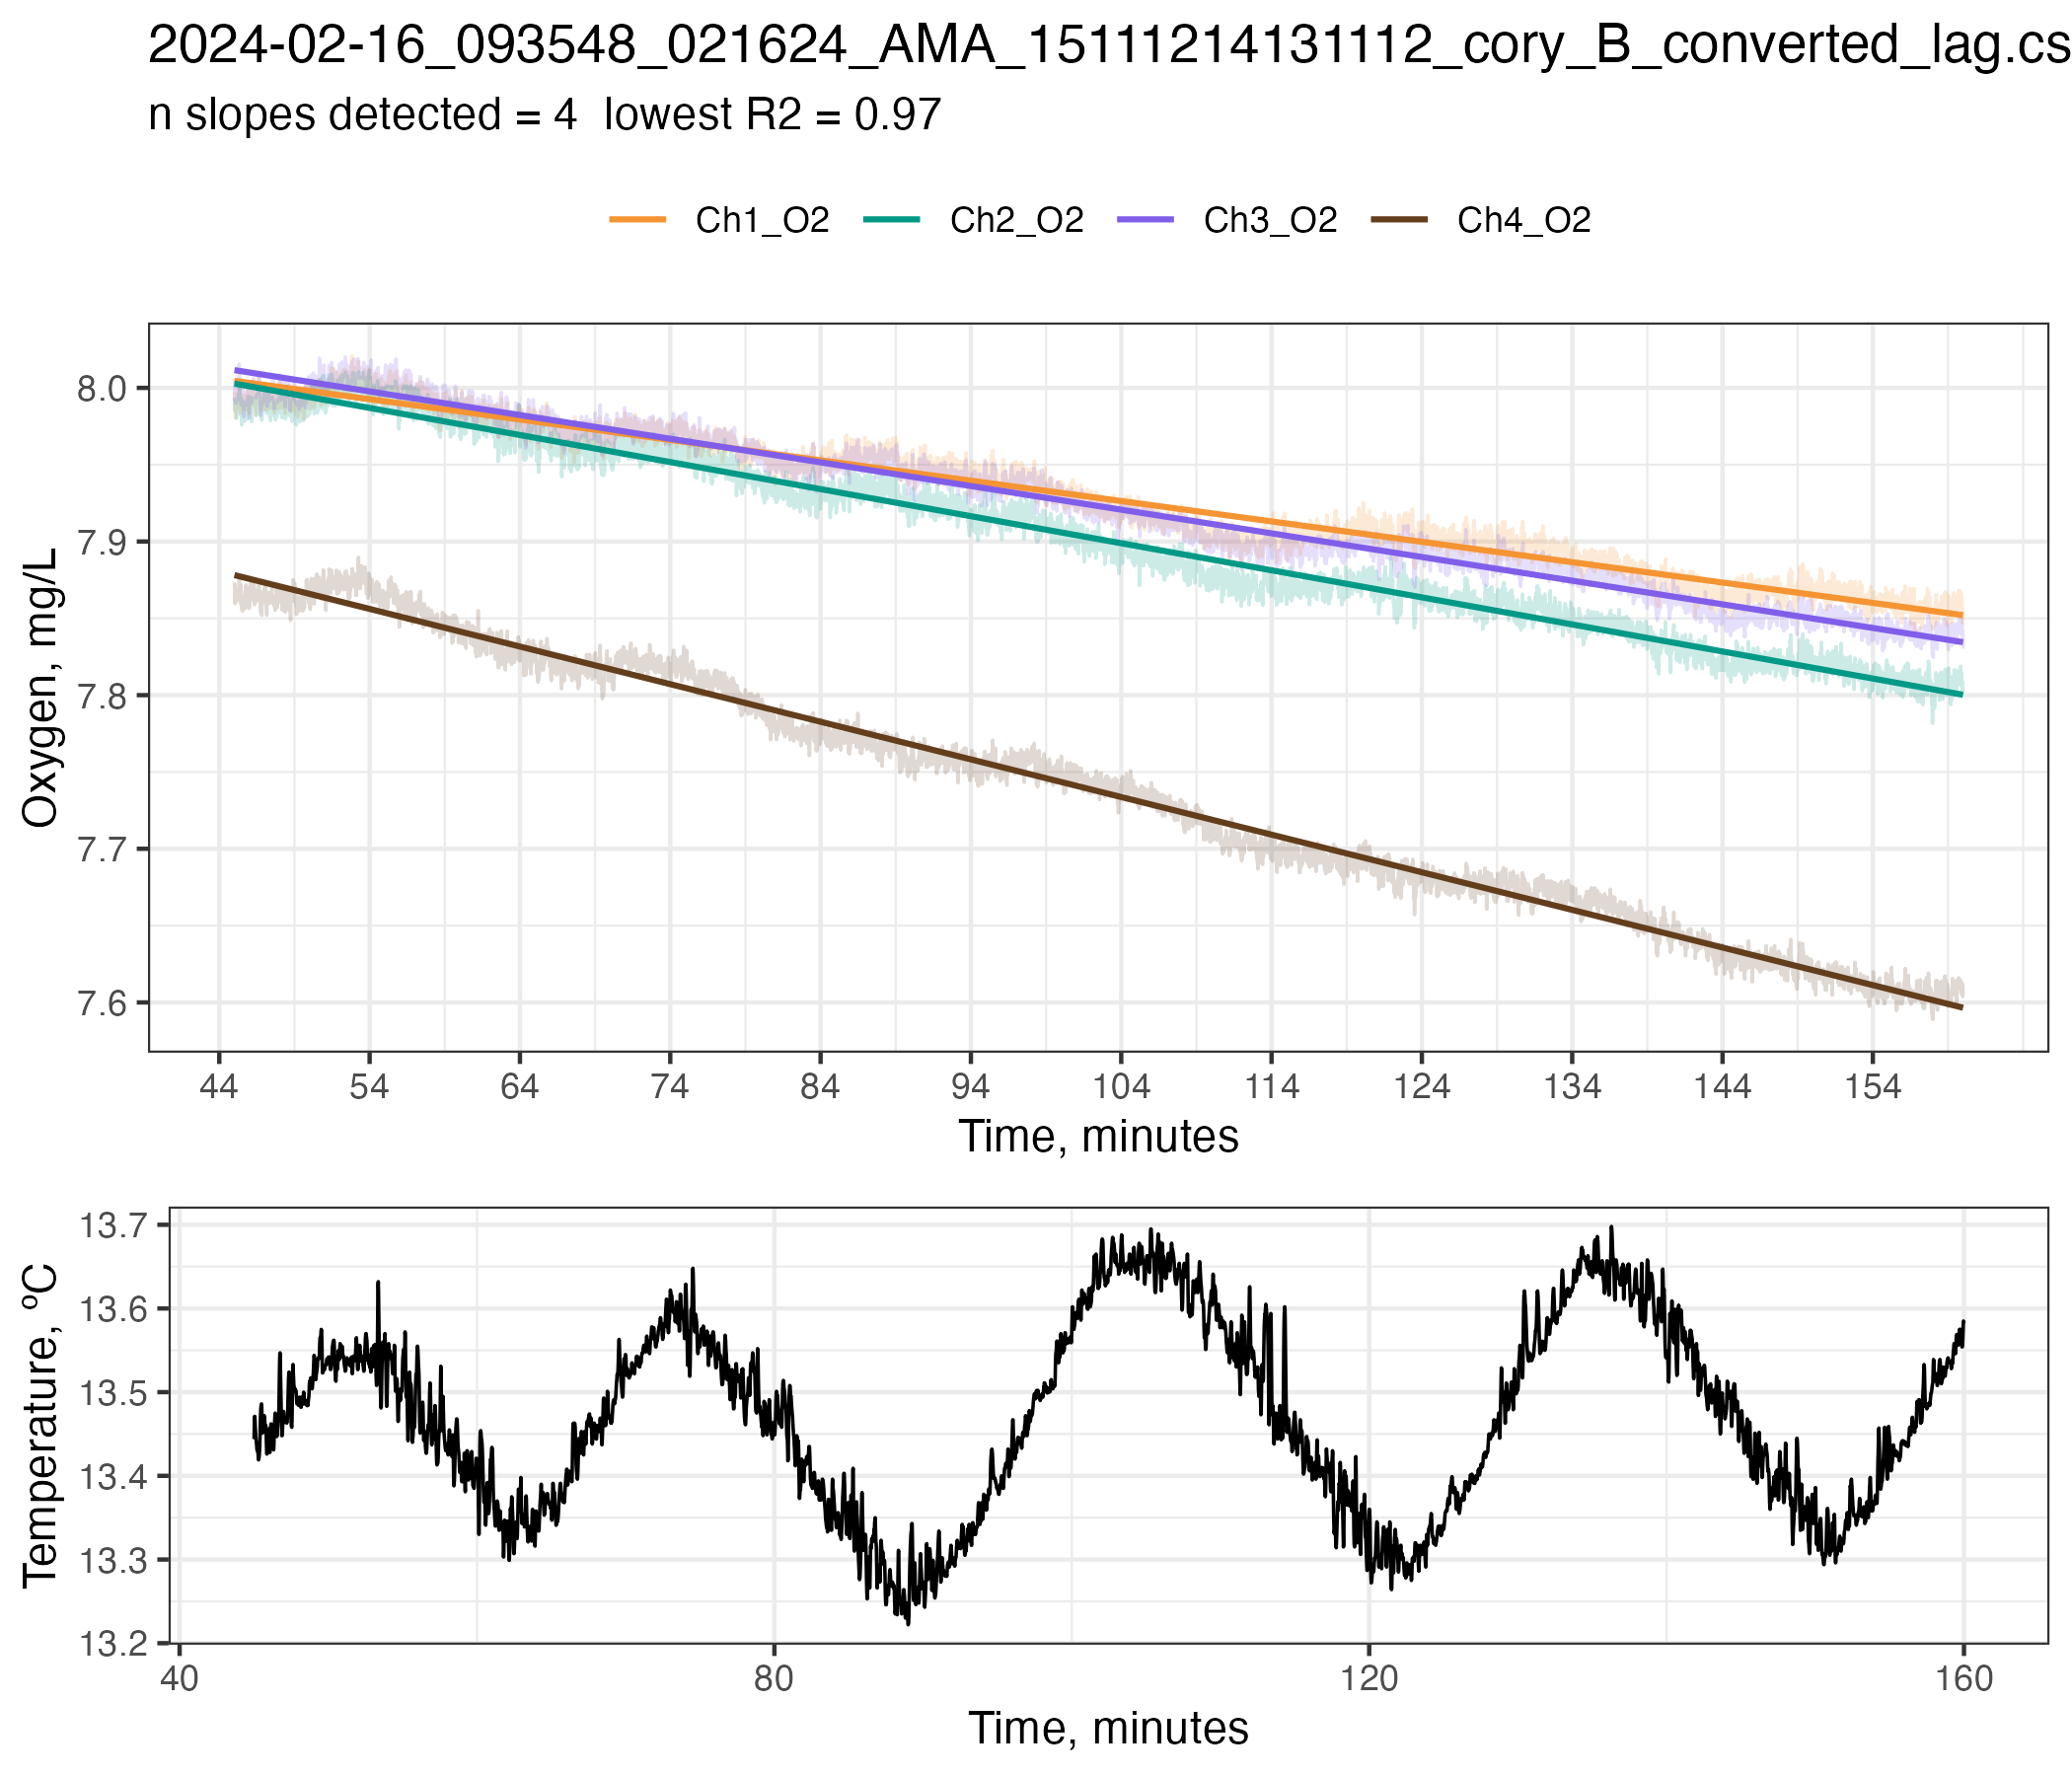 2024-02-16_093548_021624_AMA_15111214131112_cory_B_converted_lag.cs
n slopes detected = 4  lowest R2 = 0.97
Ch1_O2 Ch2_O2 Ch3_O2 Ch4_O2
Oxygen, mg/L
8.0
7.9
7.8
7.7
7.6
44 54 64 74 84 94 104 114 124 134 144 154
Time, minutes
Temperature, ºC
13.7
13.6
13.5
13.4
13.3
13.2
40 80 120 160
Time, minutes